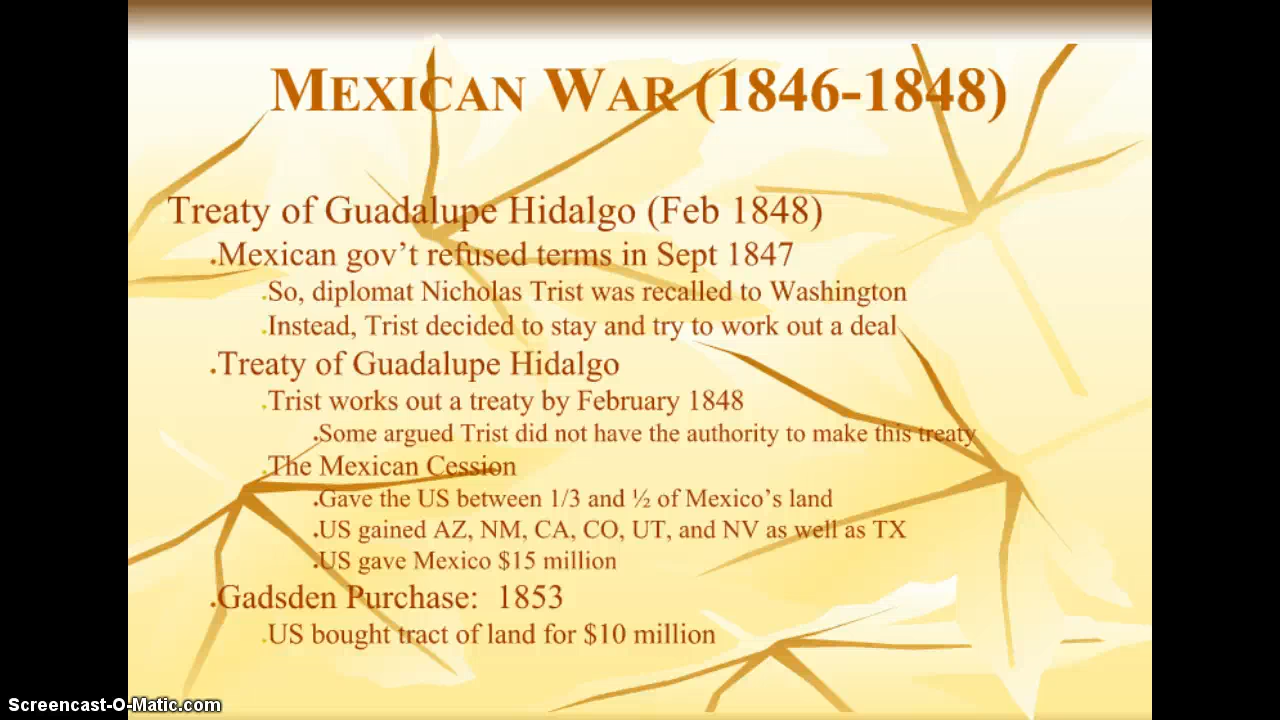 MEXICAN WAR (1846-1848)
Treaty of Guadalupe Hidalgo (Feb 1848)
Mexican gov’t refused terms in Sept 1847
So, diplomat Nicholas Trist was recalled to Washington
Instead, Trist decided to stay and try to work out a deal
Treaty of Guadalupe Hidalgo
Trist works out a treaty by February 1848
Some argued Trist did not have the authority to make this treaty
The Mexican Cession
Gave the US between 1/3 and ½ of Mexico’s land
US gained AZ, NM, CA, CO, UT, and NV as well as TX
US gave Mexico $15 million
Gadsden Purchase:  1853
US bought tract of land for $10 million
Screencast-O-Matic.com